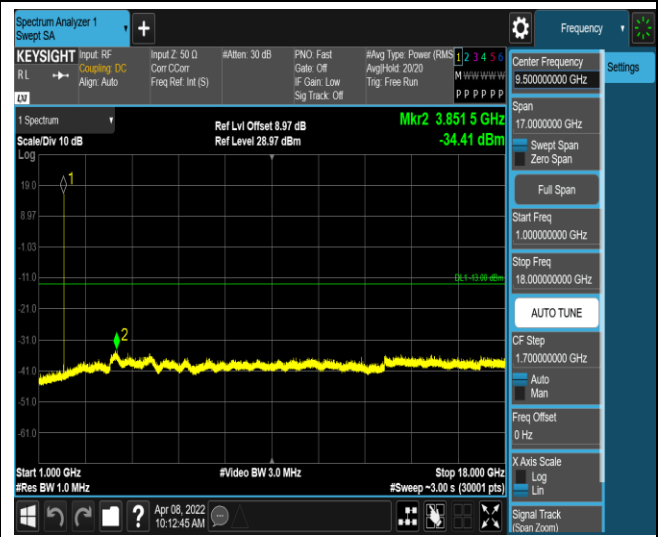 Spectrum Analyzer 1
Swept SA
+
Frequency
KEYSIGHT
RL
LXI
Input: RF
Coupling: DC
Align: Auto
Input Z: 50 Ω
Corr CCorr
Freq Ref: Int (S)
#Atten: 30 dB
PNO: Fast
Gate: Off
IF Gain: Low
Sig Track: Off
#Avg Type: Power (RMS
Avg|Hold: 20/20
Trig: Free Run
1 2 3 4 5 6
M W W W W W
P P P P P P
Center Frequency
9.500000000 GHz
Settings
Span
17.0000000 GHz
Swept Span
Zero Span
Full Span
Start Freq
1.000000000 GHz
Stop Freq
18.00000000 GHz
AUTO TUNE
CF Step
1.700000000 GHz
Auto
Man
Freq Offset
0 Hz
X Axis Scale
Log
Lin
Signal Track
(Span Zoom)
1 Spectrum
Scale/Div 10 dB
Log
Ref Lvl Offset 8.97 dB
Ref Level 28.97 dBm
Mkr2 3.851 5 GHz
-34.41 dBm
19.0
8.97
-1.03
-11.0
-21.0
-31.0
-41.0
-51.0
-61.0
1
2
DL1 -13.00 dBm
Start 1.000 GHz
#Res BW 1.0 MHz
#Video BW 3.0 MHz
Stop 18.000 GHz
#Sweep ~3.00 s (30001 pts)
?
Apr 08, 2022
10:12:45 AM